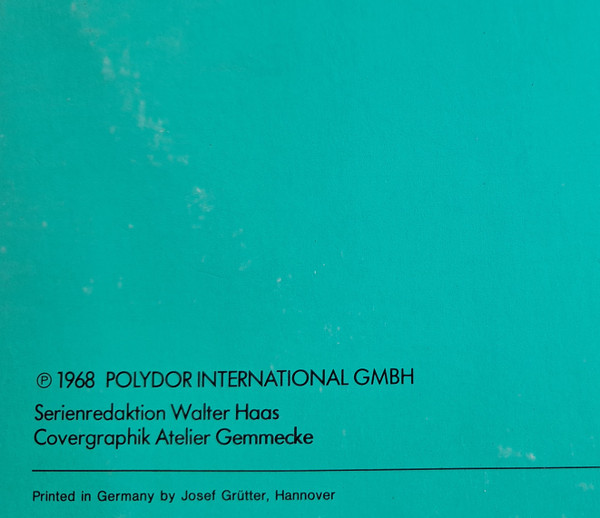 ℗ 1968 POLYDOR INTERNATIONAL GMBH
Serienredaktion Walter Haas
Covergraphik Atelier Gemmecke
Printed in Germany by Josef Grütter, Hannover